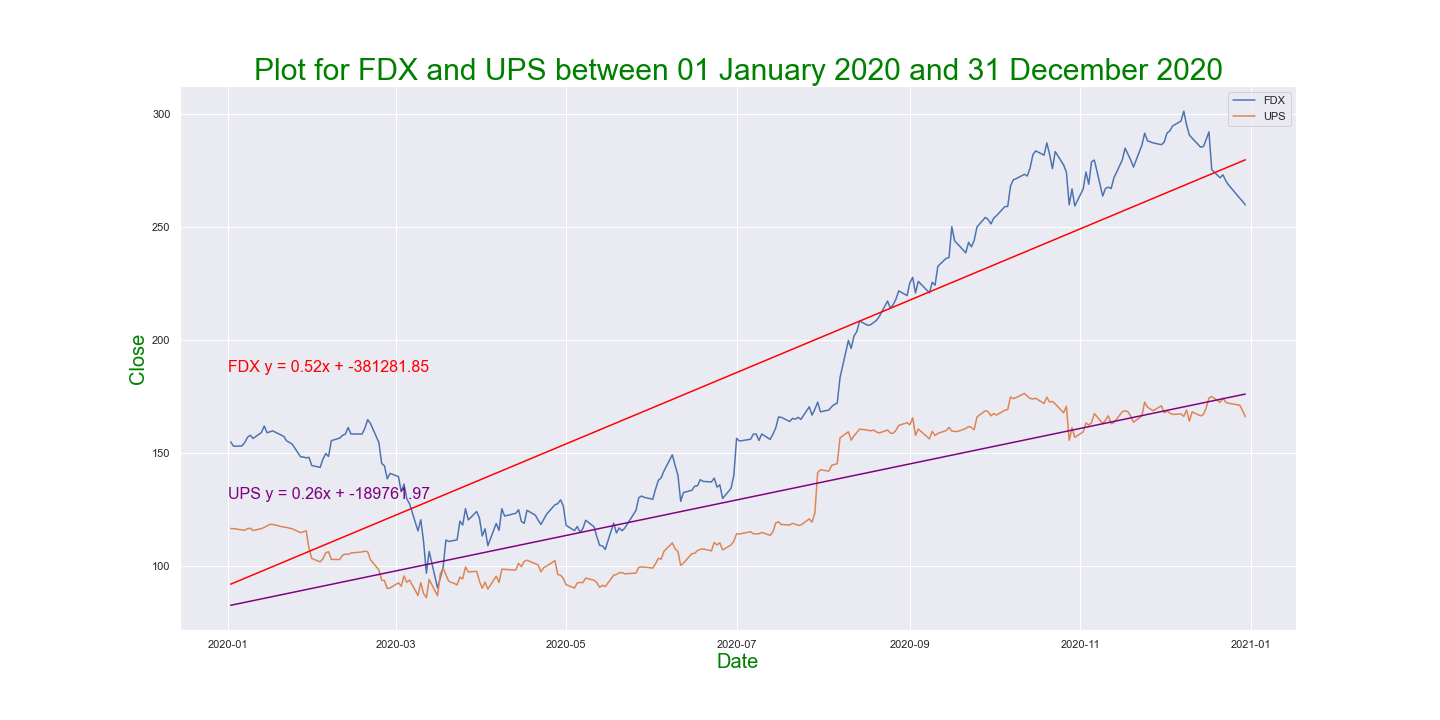 Plot for FDX and UPS between 01 January 2020 and 31 December 2020
FDX
UPS
300
250
200
150
100
Close
FDX y = 0.52x + -381281.85
UPS y = 0.26x + -189761.97
2020-01 2020-03 2020-05 2020-07 2020-09 2020-11 2021-01
Date